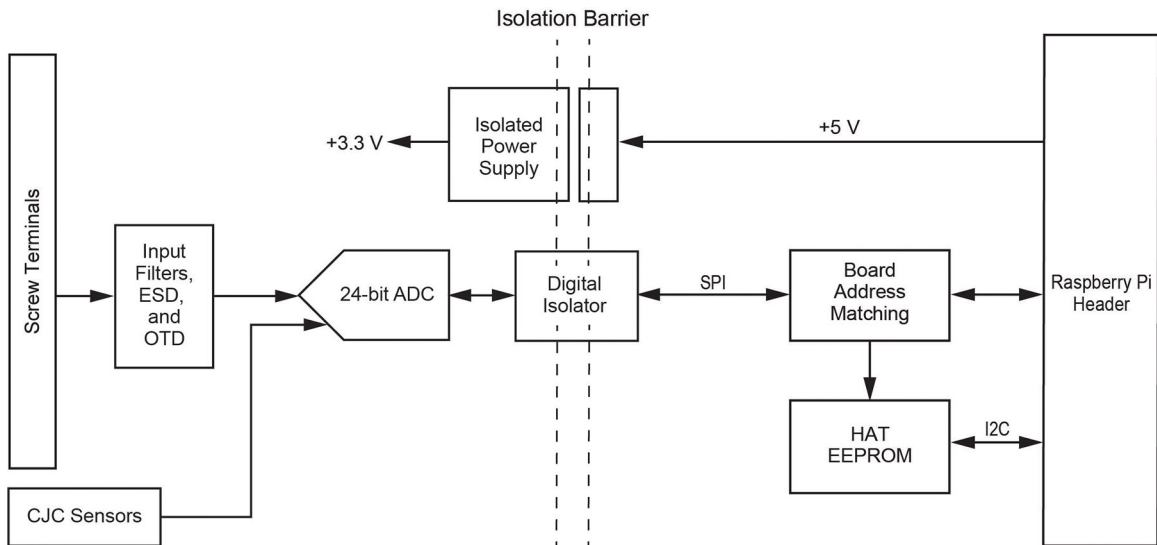 Isolation Barrier
Screw Terminals
+3.3 V
Isolated
Power
Supply
+5 V
Raspberry Pi
Header
Input
Filters,
ESD,
and
OTD
24-bit ADC
Digital
Isolator
SPI
Board
Address
Matching
HAT
EEPROM
I2C
CJC Sensors